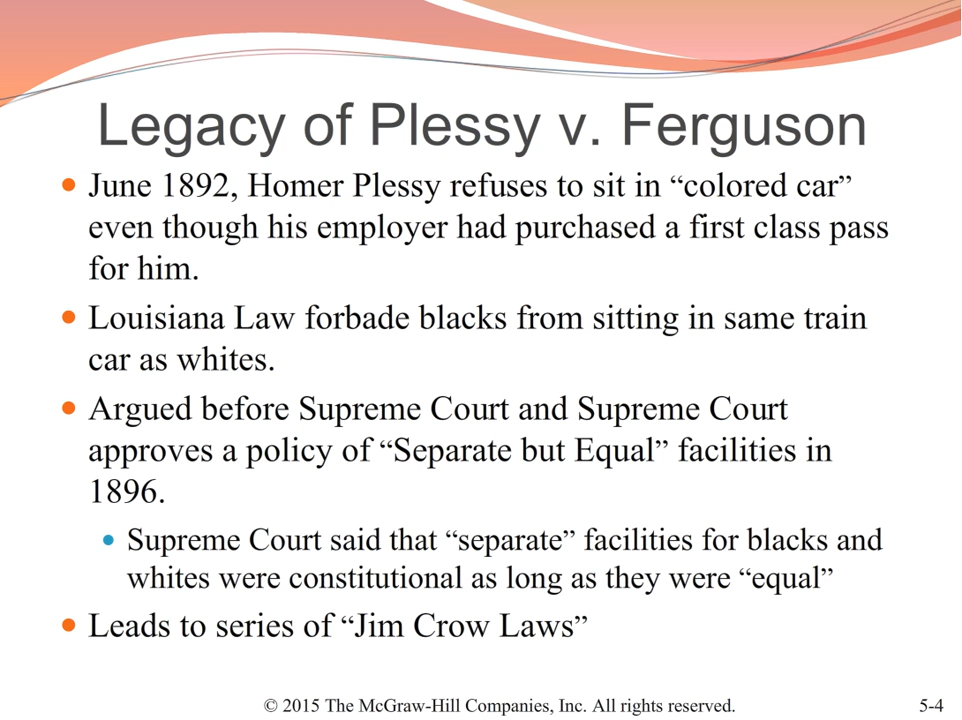 Legacy of Plessy v. Ferguson
• June 1892, Homer Plessy refuses to sit in “colored car”
even though his employer had purchased a first class pass
for him.
• Louisiana Law forbade blacks from sitting in same train
car as whites.
• Argued before Supreme Court and Supreme Court
approves a policy of “Separate but Equal” facilities in
1896.
• Supreme Court said that “separate” facilities for blacks and
whites were constitutional as long as they were “equal”
• Leads to series of “Jim Crow Laws”
© 2015 The McGraw-Hill Companies, Inc. All rights reserved.
5-4